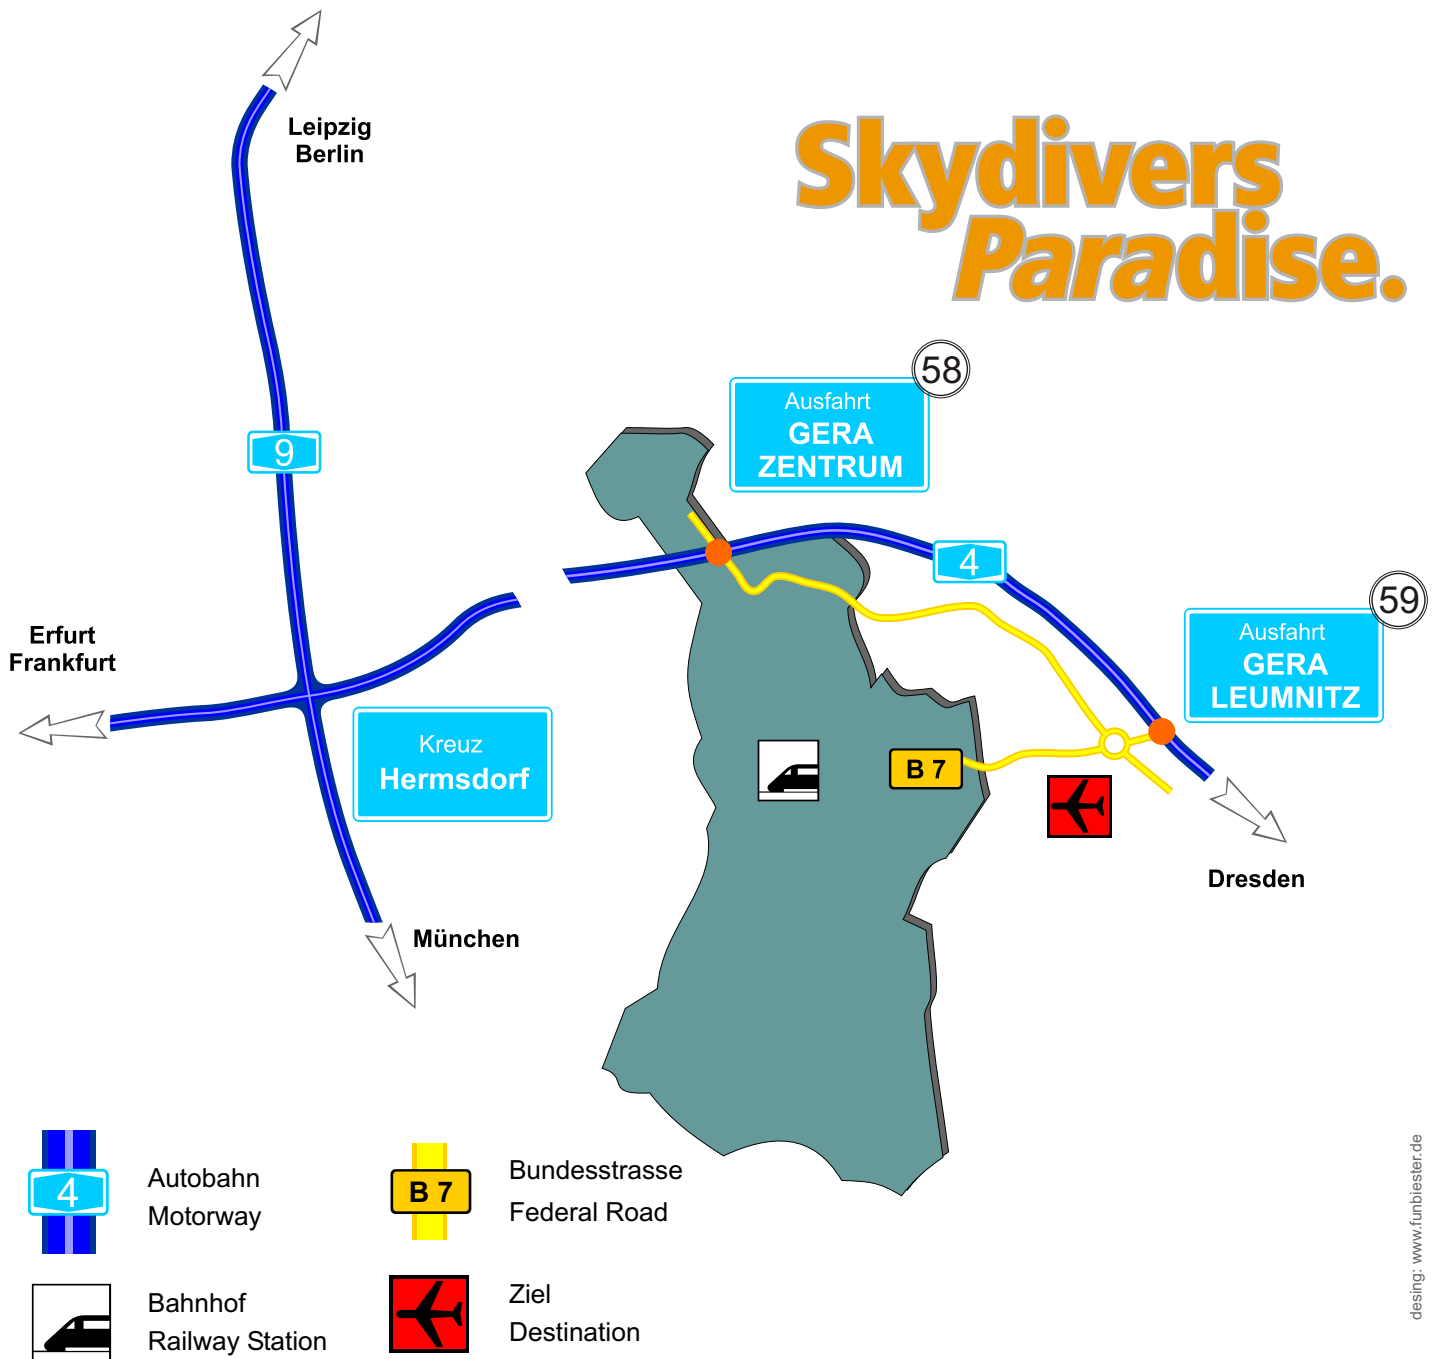 Leipzig
Berlin
Skydivers
Paradise.
58
Ausfahrt
GERA
ZENTRUM
9
4
59
Ausfahrt
GERA
LEUMNITZ
Erfurt
Frankfurt
Kreuz
Hermsdorf
B 7
Dresden
München
4
Autobahn
Motorway
B 7
Bundesstrasse
Federal Road
Bahnhof
Railway Station
Ziel
Destination
desing: www.funbiester.de